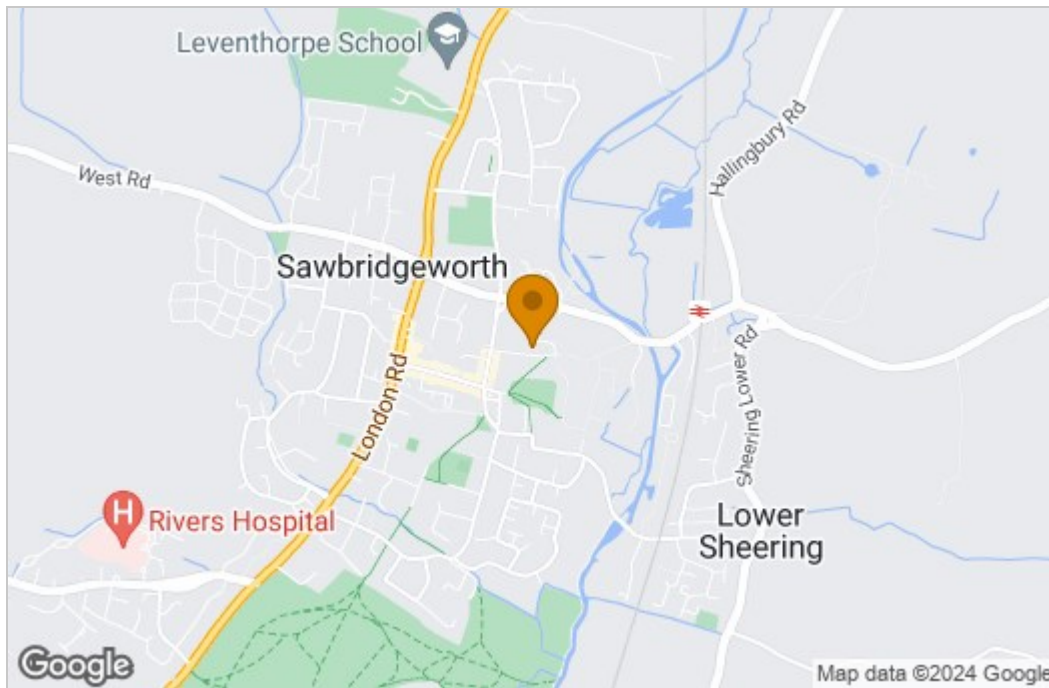 Leventhorpe School
West Rd
Hallingbury Rd
Sawbridgeworth
London Rd
Sheering Lower Rd
H
Rivers Hospital
Lower
Sheering
Google
Map data ©2024 Google